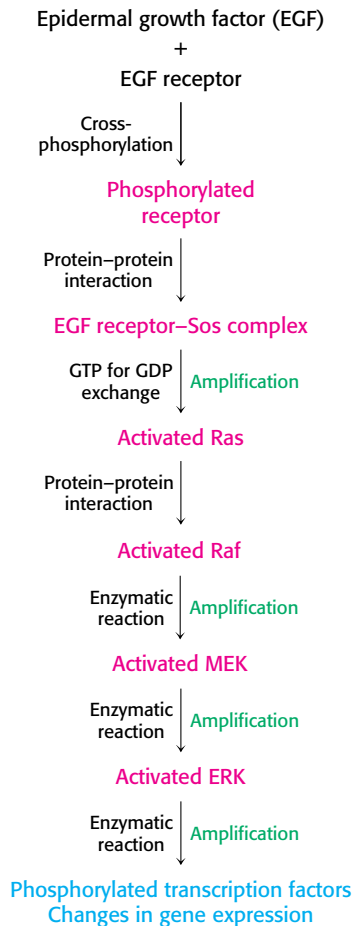 Epidermal growth factor (EGF)
+
EGF receptor
Cross-
phosphorylation
Phosphorylated
receptor
Protein–protein
interaction
EGF receptor–Sos complex
GTP for GDP
exchange
Amplification
Activated Ras
Protein–protein
interaction
Activated Raf
Enzymatic
reaction
Amplification
Activated MEK
Enzymatic
reaction
Amplification
Activated ERK
Enzymatic
reaction
Amplification
Phosphorylated transcription factors
Changes in gene expression